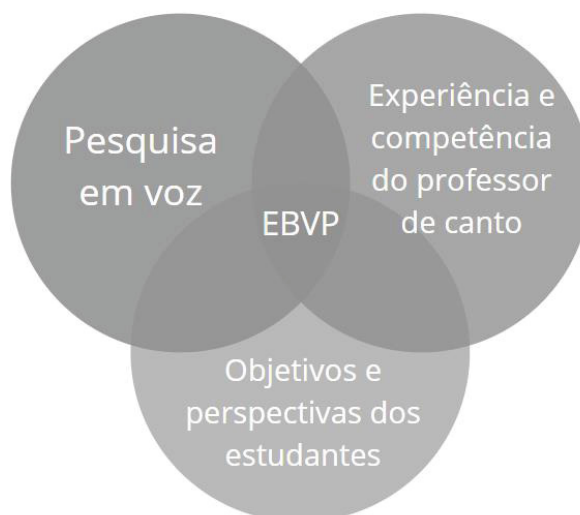 Pesquisa
em voz
Experiência e
competência
do professor
de canto
EBVP
Objetivos e
perspectivas dos
estudantes